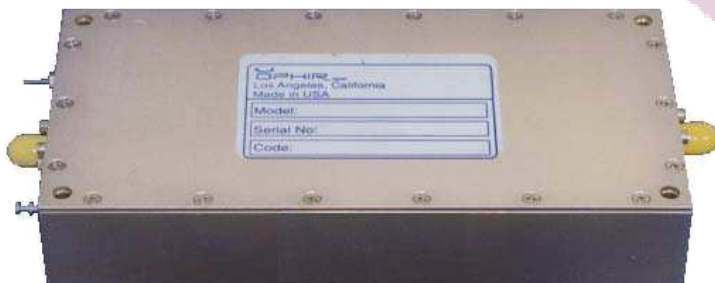 OPHIR
Los Angeles, California
Made in USA
Model:
Serial No:
Code: